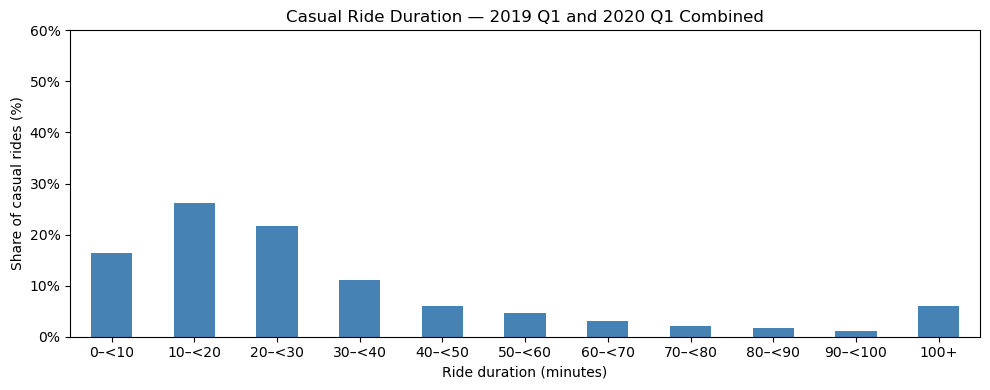 Casual Ride Duration — 2019 Q1 and 2020 Q1 Combined
Share of casual rides (%)
60%
50%
40%
30%
20%
10%
0%
0–<10 10–<20 20–<30 30–<40 40–<50 50–<60 60–<70 70–<80 80–<90 90–<100 100+
Ride duration (minutes)